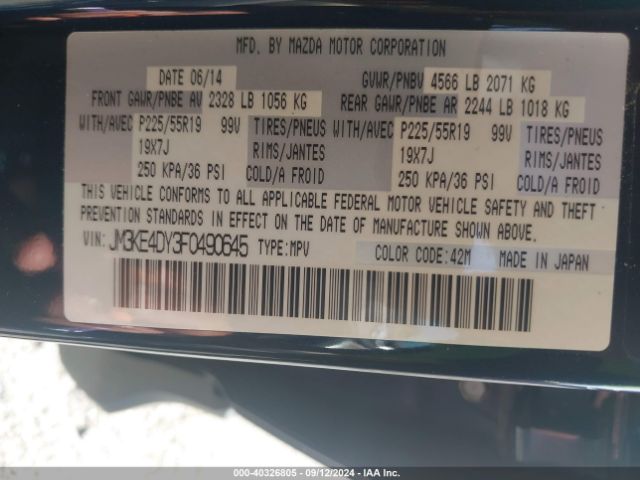 MFD. BY MAZDA MOTOR CORPORATION
DATE 06/14 GVWR/PNBV 4566 LB 2071 KG
FRONT GAWR/PNBE AV 2328 LB 1056 KG REAR GAWR/PNBE AR 2244 LB 1018 KG
WITH/AVEC P225/55R19 99V TIRES/PNEUS WITH/AVEC P225/55R19 99V TIRES/PNEUS
19X7J RIMS/JANTES 19X7J RIMS/JANTES
250 KPA/36 PSI COLD/A FROID 250 KPA/36 PSI COLD/A FROID
THIS VEHICLE CONFORMS TO ALL APPLICABLE FEDERAL MOTOR VEHICLE SAFETY AND THEFT
PREVENTION STANDARDS IN EFFECT ON THE DATE OF MANUFACTURE SHOWN ABOVE.
VIN: JM3KE4DY3F0490645 TYPE:MPV COLOR CODE:42M MADE IN JAPAN
000-40326805 - 09/12/2024 - IAAI.COM